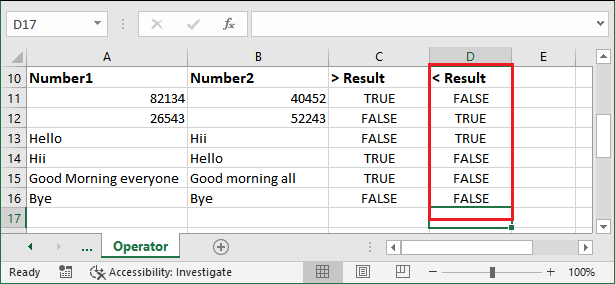 D17
fx
A B C D E
10 Number1 Number2 > Result < Result
11 82134 40452 TRUE FALSE
12 26543 52243 FALSE TRUE
13 Hello Hii FALSE TRUE
14 Hii Hello TRUE FALSE
15 Good Morning everyone Good morning all TRUE FALSE
16 Bye Bye FALSE FALSE
17
... Operator
Ready Accessibility: Investigate 100%